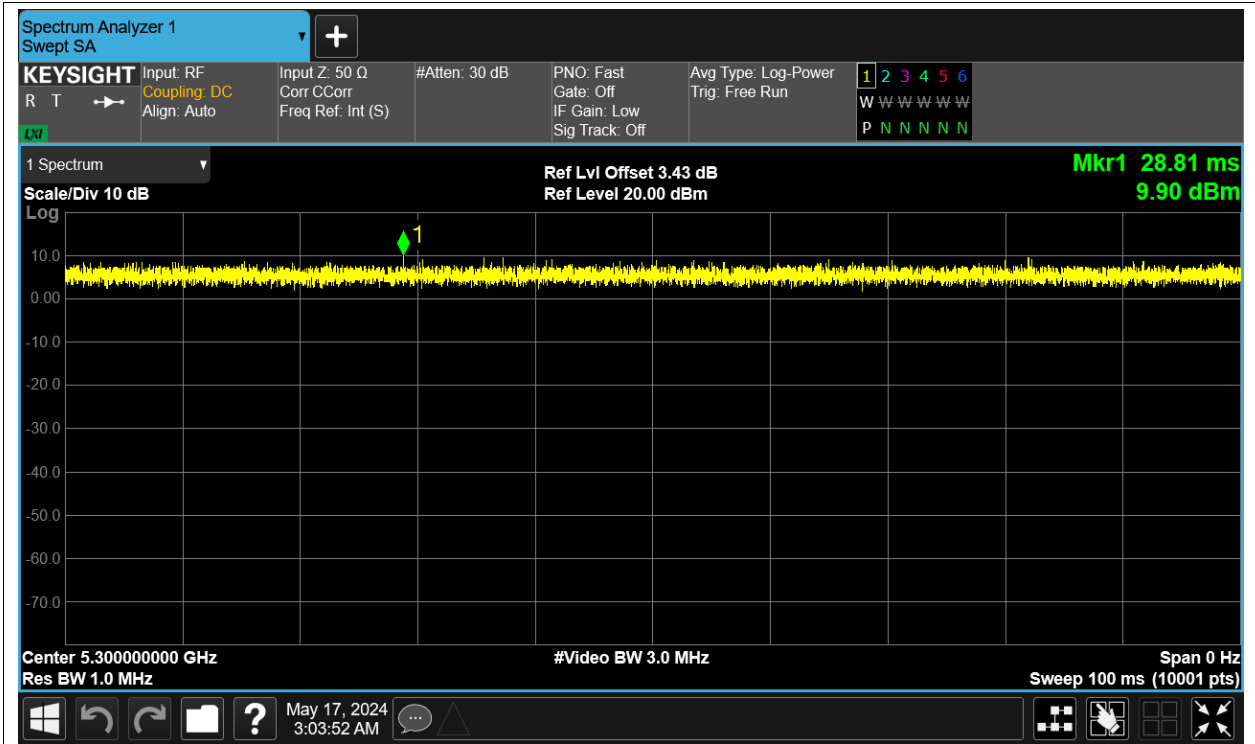 Spectrum Analyzer 1
Swept SA
KEYSIGHT
R T
LXI
Input: RF
Coupling: DC
Align: Auto
Input Z: 50 Ω
Corr CCorr
Freq Ref: Int (S)
#Atten: 30 dB
PNO: Fast
Gate: Off
IF Gain: Low
Sig Track: Off
Avg Type: Log-Power
Trig: Free Run
1 2 3 4 5 6
W W W W W W
P N N N N N
1 Spectrum
Scale/Div 10 dB
Log
Ref Lvl Offset 3.43 dB
Ref Level 20.00 dBm
Mkr1 28.81 ms
9.90 dBm
1
10.0
0.00
-10.0
-20.0
-30.0
-40.0
-50.0
-60.0
-70.0
Center 5.300000000 GHz
Res BW 1.0 MHz
#Video BW 3.0 MHz
Span 0 Hz
Sweep 100 ms (10001 pts)
?
May 17, 2024
3:03:52 AM